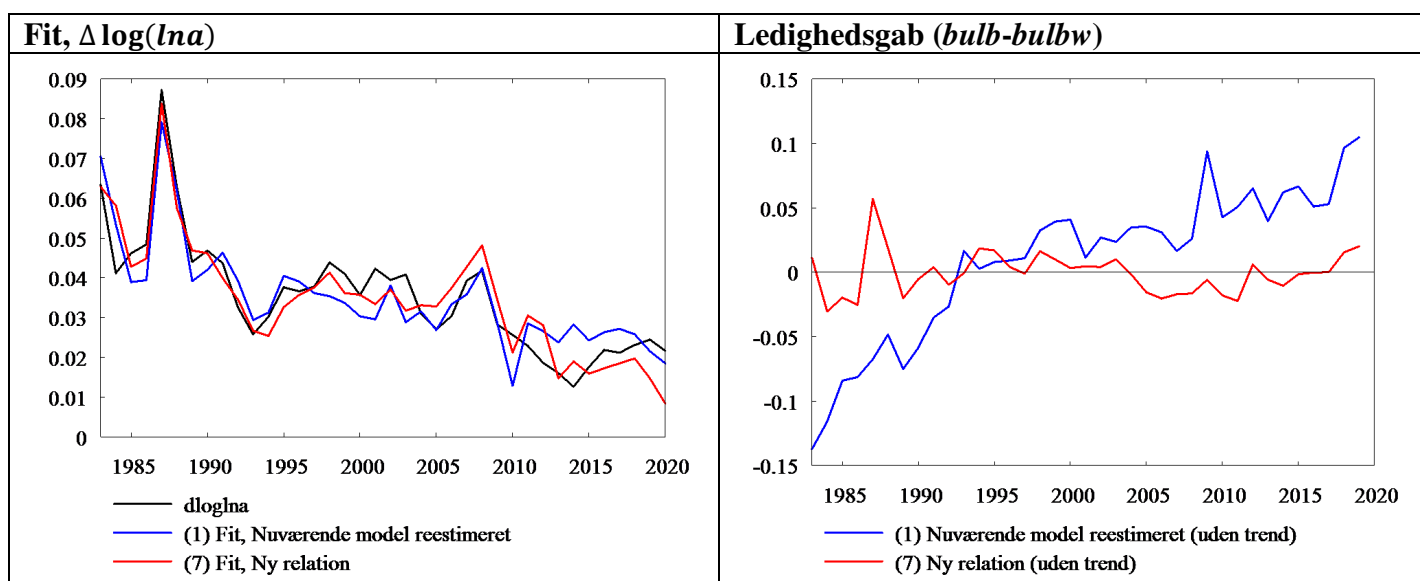 Fit, Δ log(lna)
0.09
0.08
0.07
0.06
0.05
0.04
0.03
0.02
0.01
0
1985 1990 1995 2000 2005 2010 2015 2020
dloglna
(1) Fit, Nuværende model reestimeret
(7) Fit, Ny relation
Ledighedsgab (bulb-bulbw)
0.15
0.1
0.05
0
-0.05
-0.1
-0.15
1985 1990 1995 2000 2005 2010 2015 2020
(1) Nuværende model reestimeret (uden trend)
(7) Ny relation (uden trend)